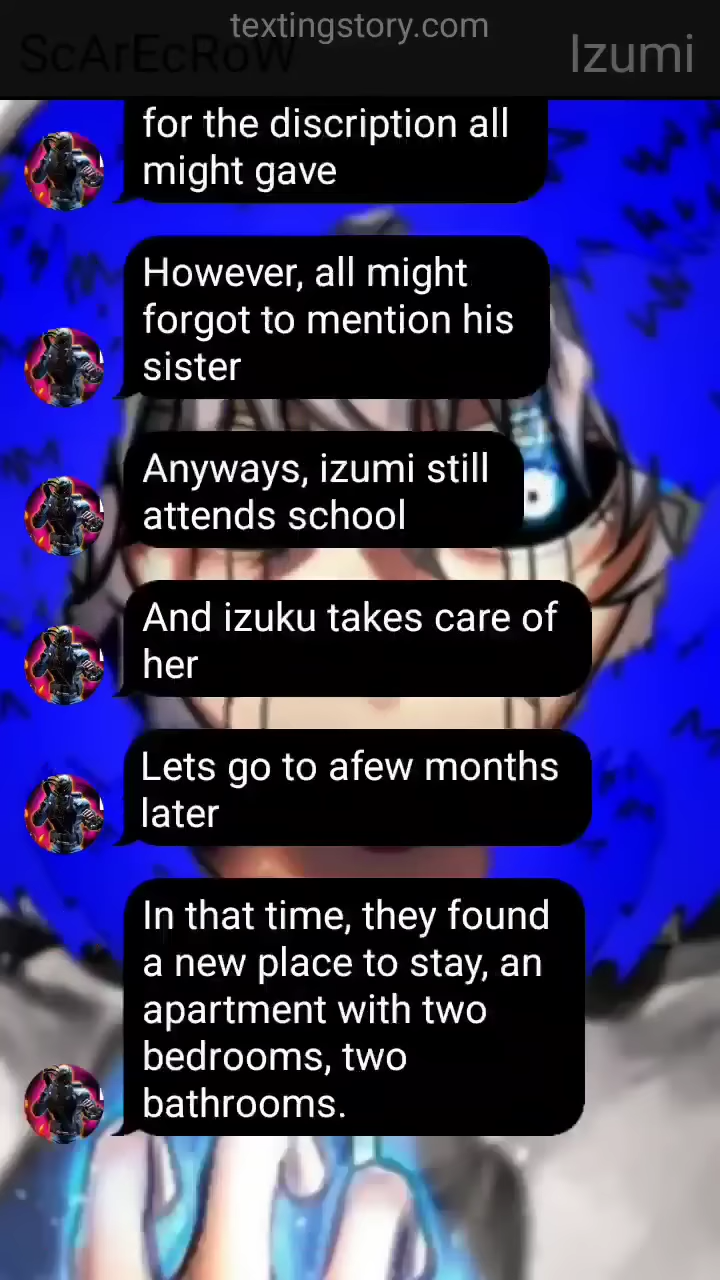 textingstory.com
ScArEcRoW
Izumi
for the discription all
might gave
However, all might
forgot to mention his
sister
Anyways, izumi still
attends school
And izuku takes care of
her
Lets go to afew months
later
In that time, they found
a new place to stay, an
apartment with two
bedrooms, two
bathrooms.